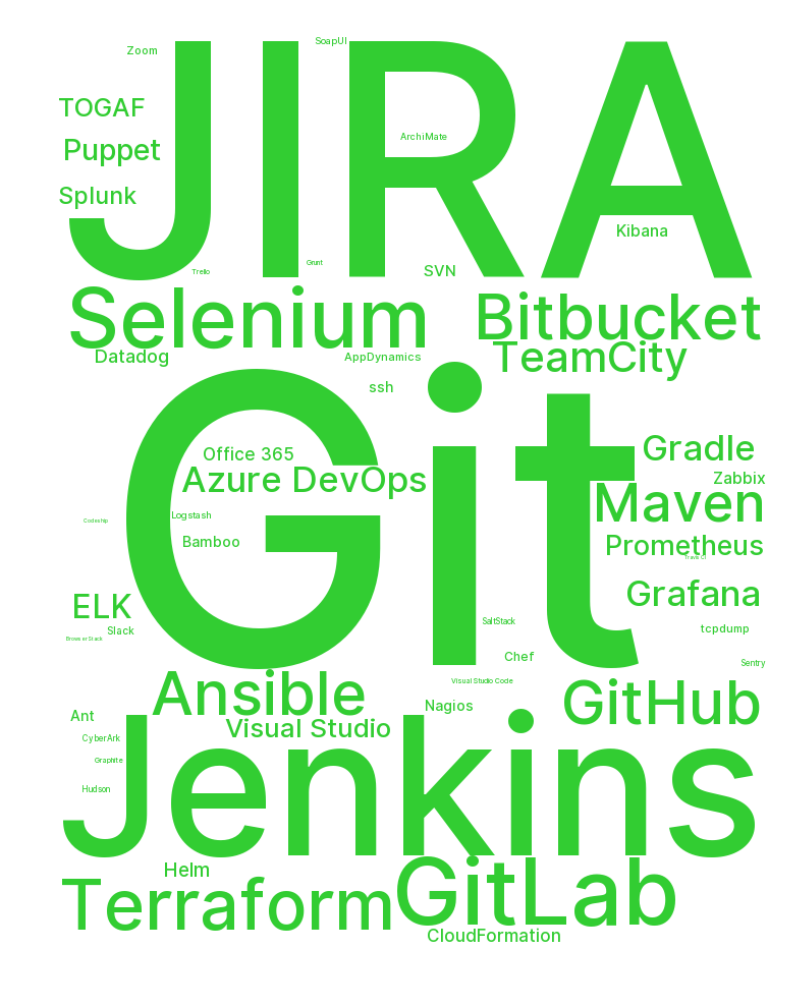 SoapUI
Zoom
JIRA
TOGAF
ArchiMate
Puppet
Splunk
Kibana
Grunt
Trello
SVN
Selenium
Bitbucket
Datadog
AppDynamics
TeamCity
ssh
Git
Office 365
Gradle
Azure DevOps
Zabbix
Maven
Logstash
Bamboo
Prometheus
Travis CI
Grafana
ELK
SaltStack
Slack
tcpdump
BrowserStack
Chef
Sentry
Visual Studio Code
Ansible
GitHub
Nagios
Ant
Visual Studio
CyberArk
Jenkins
Graphite
Hudson
Helm
GitLab
Terraform
CloudFormation